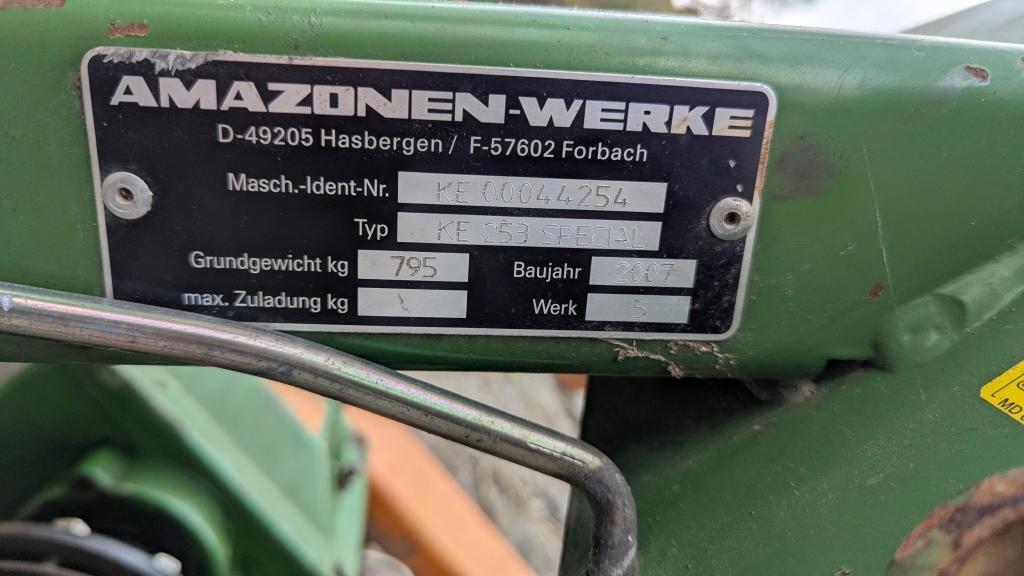 AMAZONEN-WERKE
D-49205 Hasbergen / F-57602 Forbach
Masch.-Ident-Nr. KE 00044254
Typ KE 253 SPECIAL
Grundgewicht kg 795 Baujahr 2007
max. Zuladung kg \ Werk 5
MD